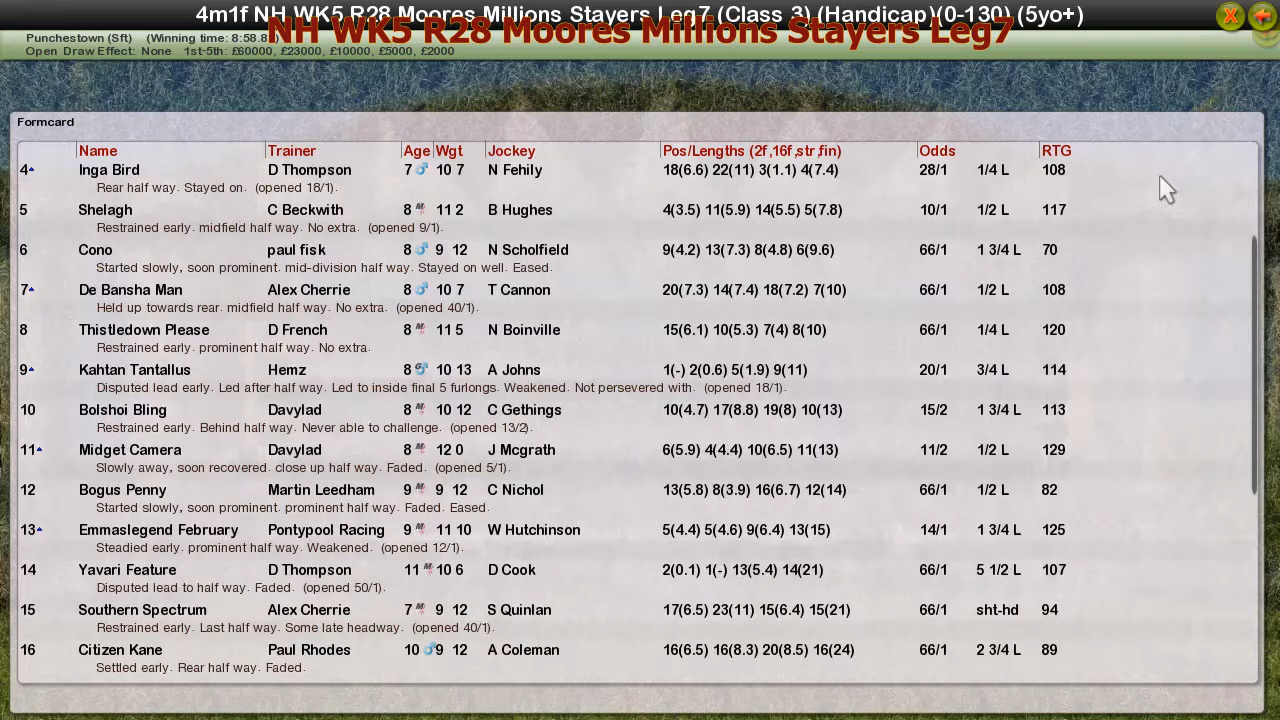 4m1f NH WK5 R28 Moores Millions Stayers Leg7 (Class 3) (Handicap)(0-130) (5yo+)
NH WK5 R28 Moores Millions Stayers Leg7
Punchestown (Sft) (Winning time: 8:58.8
Open Draw Effect: None 1st-5th: £60000, £23000, £10000, £5000, £2000
Formcard
Name Trainer Age Wgt Jockey Pos/Lengths (2f,16f,str,fin) Odds RTG
4 Inga Bird D Thompson 7 10 7 N Fehily 18(6.6) 22(11) 3(1.1) 4(7.4) 28/1 1/4 L 108
Rear half way. Stayed on. (opened 18/1).
5 Shelagh C Beckwith 8 11 2 B Hughes 4(3.5) 11(5.9) 14(5.5) 5(7.8) 10/1 1/2 L 117
Restrained early. midfield half way. No extra. (opened 9/1).
6 Cono paul fisk 8 9 12 N Scholfield 9(4.2) 13(7.3) 8(4.8) 6(9.6) 66/1 1 3/4 L 70
Started slowly, soon prominent. mid-division half way. Stayed on well. Eased.
7 De Bansha Man Alex Cherrie 8 10 7 T Cannon 20(7.3) 14(7.4) 18(7.2) 7(10) 66/1 1/2 L 108
Held up towards rear. midfield half way. No extra. (opened 40/1).
8 Thistledown Please D French 8 11 5 N Boinville 15(6.1) 10(5.3) 7(4) 8(10) 66/1 1/4 L 120
Restrained early. prominent half way. No extra.
9 Kahtan Tantallus Hemz 8 10 13 A Johns 1(-) 2(0.6) 5(1.9) 9(11) 20/1 3/4 L 114
Disputed lead early. Led after half way. Led to inside final 5 furlongs. Weakened. Not persevered with. (opened 18/1).
10 Bolshoi Bling Davylad 8 10 12 C Gethings 10(4.7) 17(8.8) 19(8) 10(13) 15/2 1 3/4 L 113
Restrained early. Behind half way. Never able to challenge. (opened 13/2).
11 Midget Camera Davylad 8 12 0 J Mcgrath 6(5.9) 4(4.4) 10(6.5) 11(13) 11/2 1/2 L 129
Slowly away, soon recovered. close up half way. Faded. (opened 5/1).
12 Bogus Penny Martin Leedham 9 9 12 C Nichol 13(5.8) 8(3.9) 16(6.7) 12(14) 66/1 1/2 L 82
Started slowly, soon prominent. prominent half way. Faded. Eased.
13 Emmaslegend February Pontypool Racing 9 11 10 W Hutchinson 5(4.4) 5(4.6) 9(6.4) 13(15) 14/1 1 3/4 L 125
Steadied early. prominent half way. Weakened. (opened 12/1).
14 Yavari Feature D Thompson 11 10 6 D Cook 2(0.1) 1(-) 13(5.4) 14(21) 66/1 5 1/2 L 107
Disputed lead to half way. Faded. (opened 50/1).
15 Southern Spectrum Alex Cherrie 7 9 12 S Quinlan 17(6.5) 23(11) 15(6.4) 15(21) 66/1 sht-hd 94
Restrained early. Last half way. Some late headway. (opened 40/1).
16 Citizen Kane Paul Rhodes 10 9 12 A Coleman 16(6.5) 16(8.3) 20(8.5) 16(24) 66/1 2 3/4 L 89
Settled early. Rear half way. Faded.